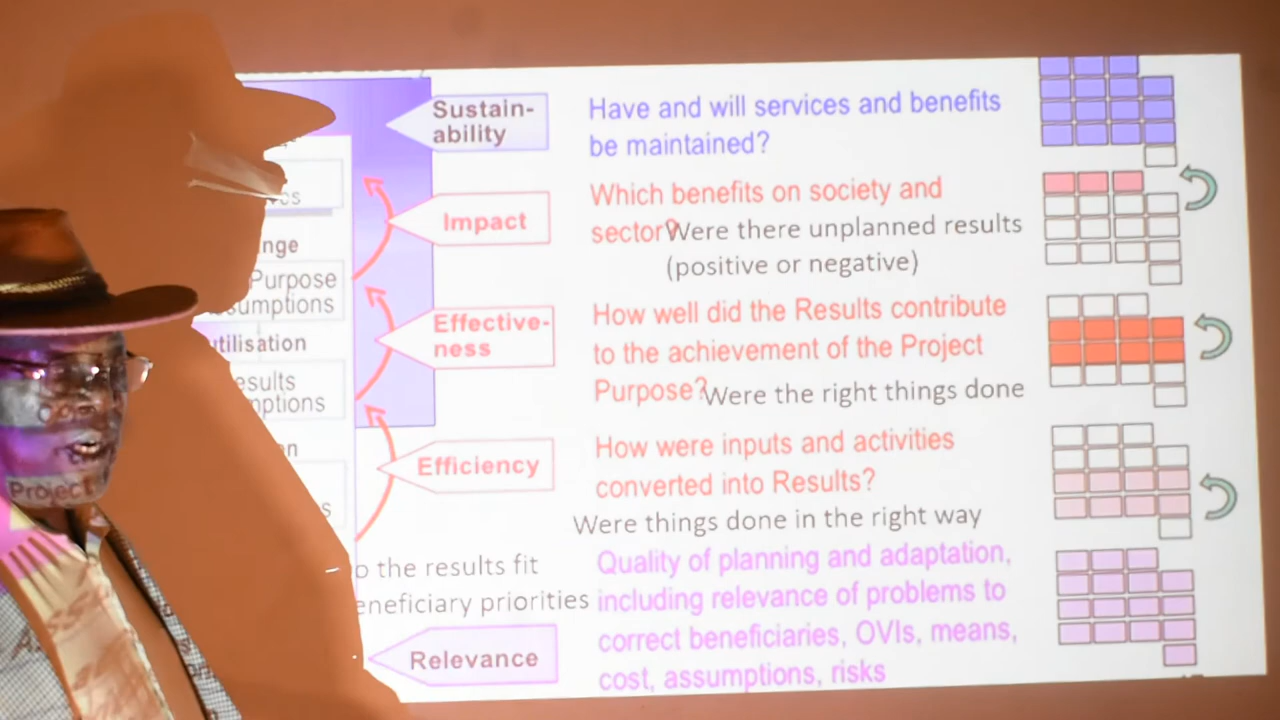 Sustain-
ability
Have and will services and benefits
be maintained?
Impact
Which benefits on society and
sector?
Were there unplanned results
(positive or negative)
nge
Purpose
umptions
Effective-
ness
How well did the Results contribute
to the achievement of the Project
Purpose?
Were the right things done
utilisation
esults
mptions
Efficiency
How were inputs and activities
converted into Results?
Were things done in the right way
o the results fit
eneficiary priorities
Relevance
Quality of planning and adaptation,
including relevance of problems to
correct beneficiaries, OVIs, means,
cost, assumptions, risks
Project